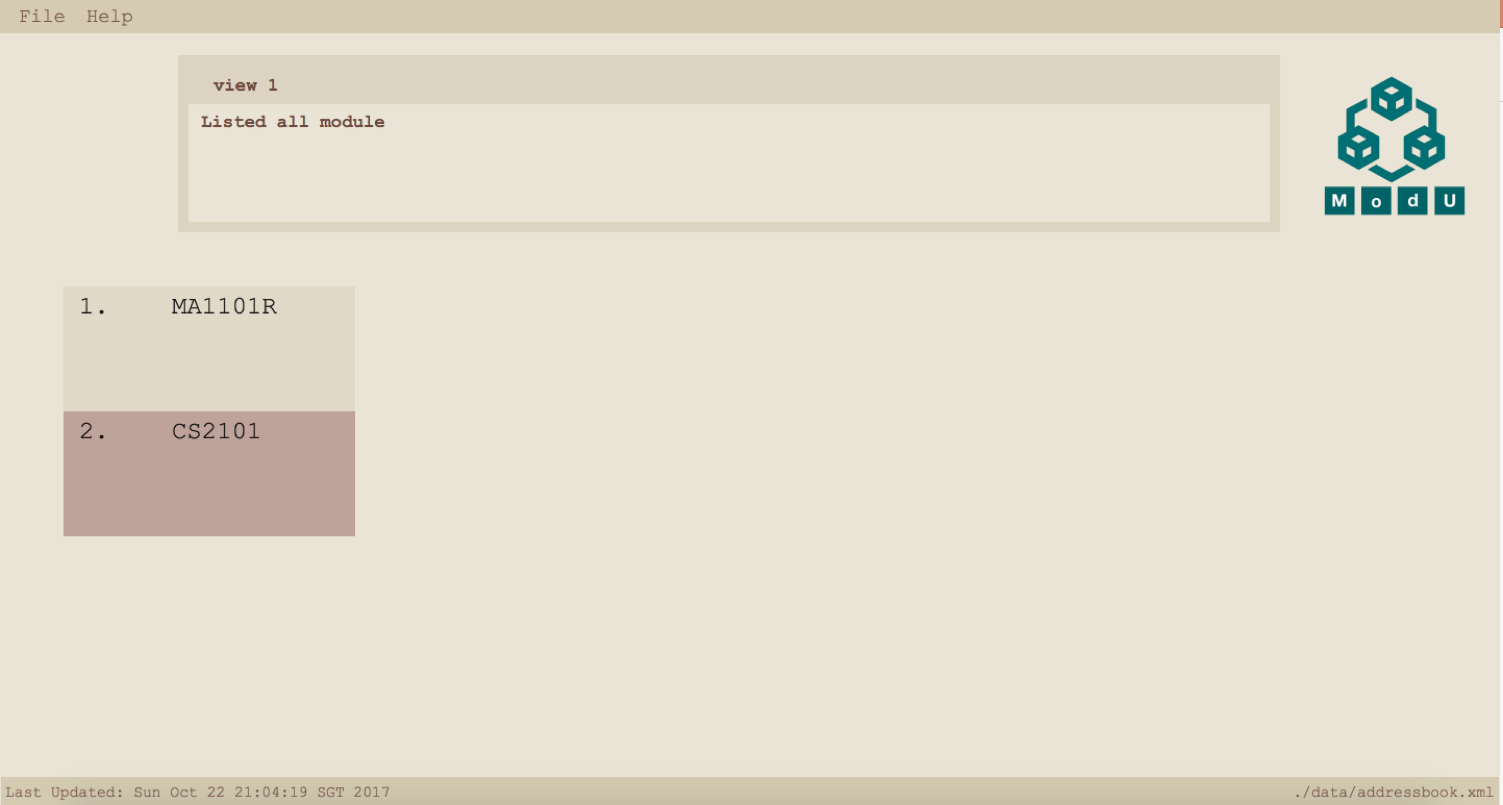 File Help
view 1
Listed all module
M o d U
1. MA1101R
2. CS2101
Last Updated: Sun Oct 22 21:04:19 SGT 2017
./data/addressbook.xml